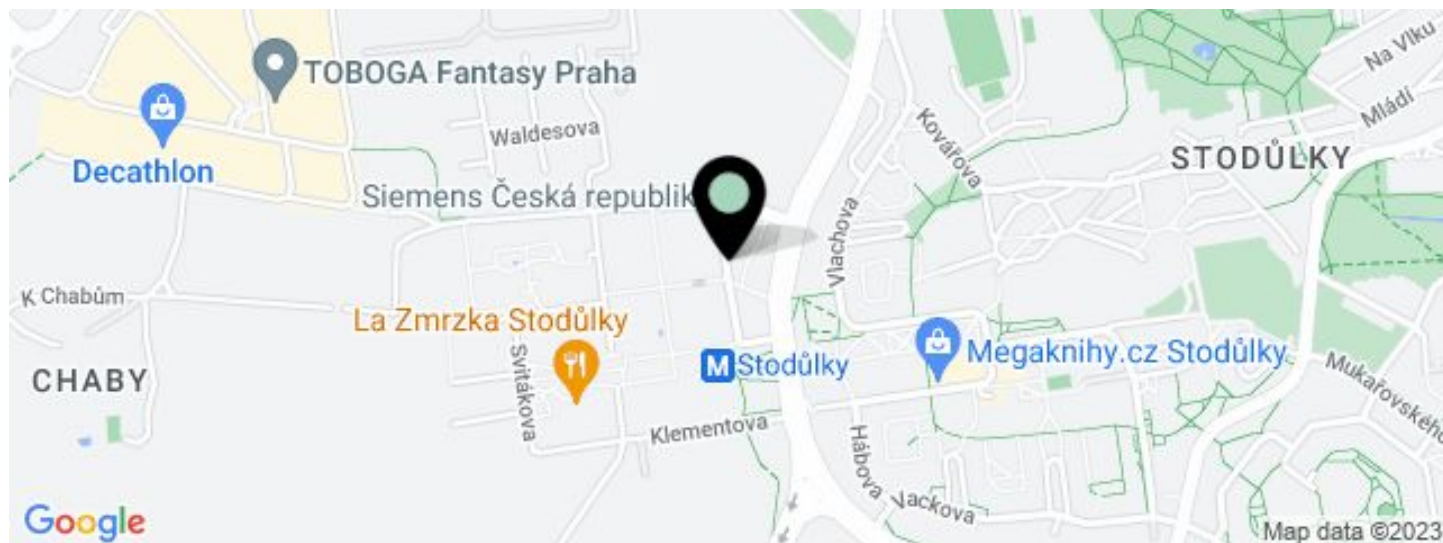 TOBOGA Fantasy Praha
Na Vlku
Mládí
Kovářova
Waldesova
Decathlon
STODŮLKY
Siemens Česká republik
Vlachova
K Chabům
La Zmrzka Stodůlky
Megaknihy.cz Stodůlky
M Stodůlky
Svitákova
CHABY
Mukařovského
Klementova
Hábova
Vackova
Google
Map data ©2023